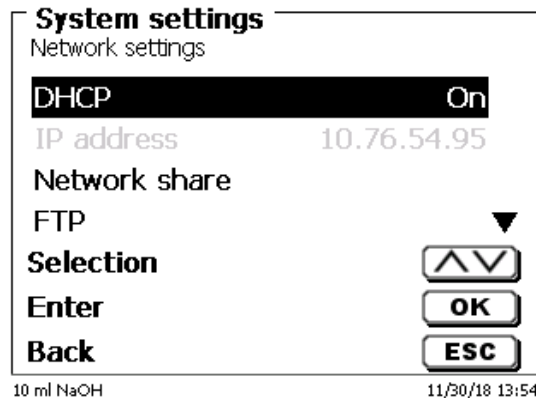 System settings
Network settings
DHCP On
IP address 10.76.54.95
Network share
FTP
Selection
Enter OK
Back ESC
10 ml NaOH 11/30/18 13:54